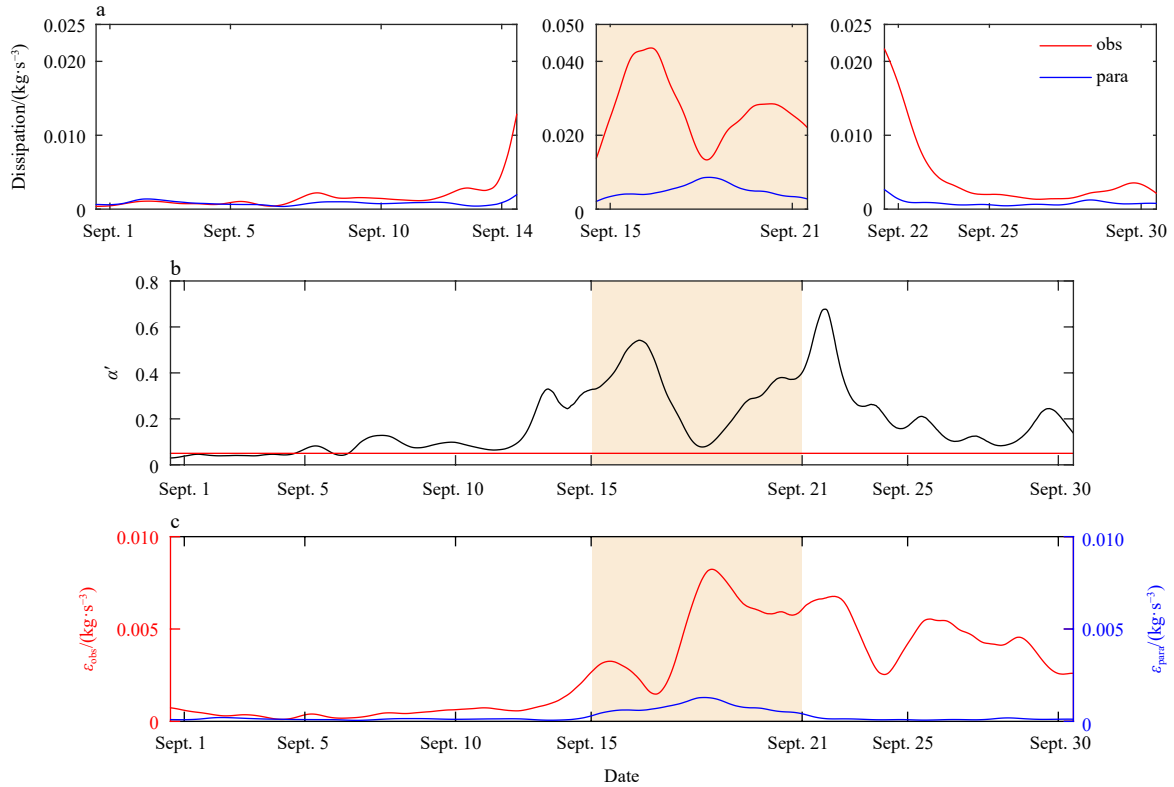 a
Dissipation/(kg·s⁻³)
0.025
0.020
0.010
0
Sept. 1
Sept. 5
Sept. 10
Sept. 14
0.050
0.040
0.020
0.000
Sept. 15
Sept. 21
0.025
0.020
0.010
0
Sept. 22
Sept. 25
Sept. 30
obs
para
b
α′
0.8
0.6
0.4
0.2
0
Sept. 1
Sept. 5
Sept. 10
Sept. 15
Sept. 21
Sept. 25
Sept. 30
c
ε_obs/(kg·s⁻³)
0.010
0.005
0
0.010
0.005
0
ε_para/(kg·s⁻³)
Sept. 1
Sept. 5
Sept. 10
Sept. 15
Sept. 21
Sept. 25
Sept. 30
Date